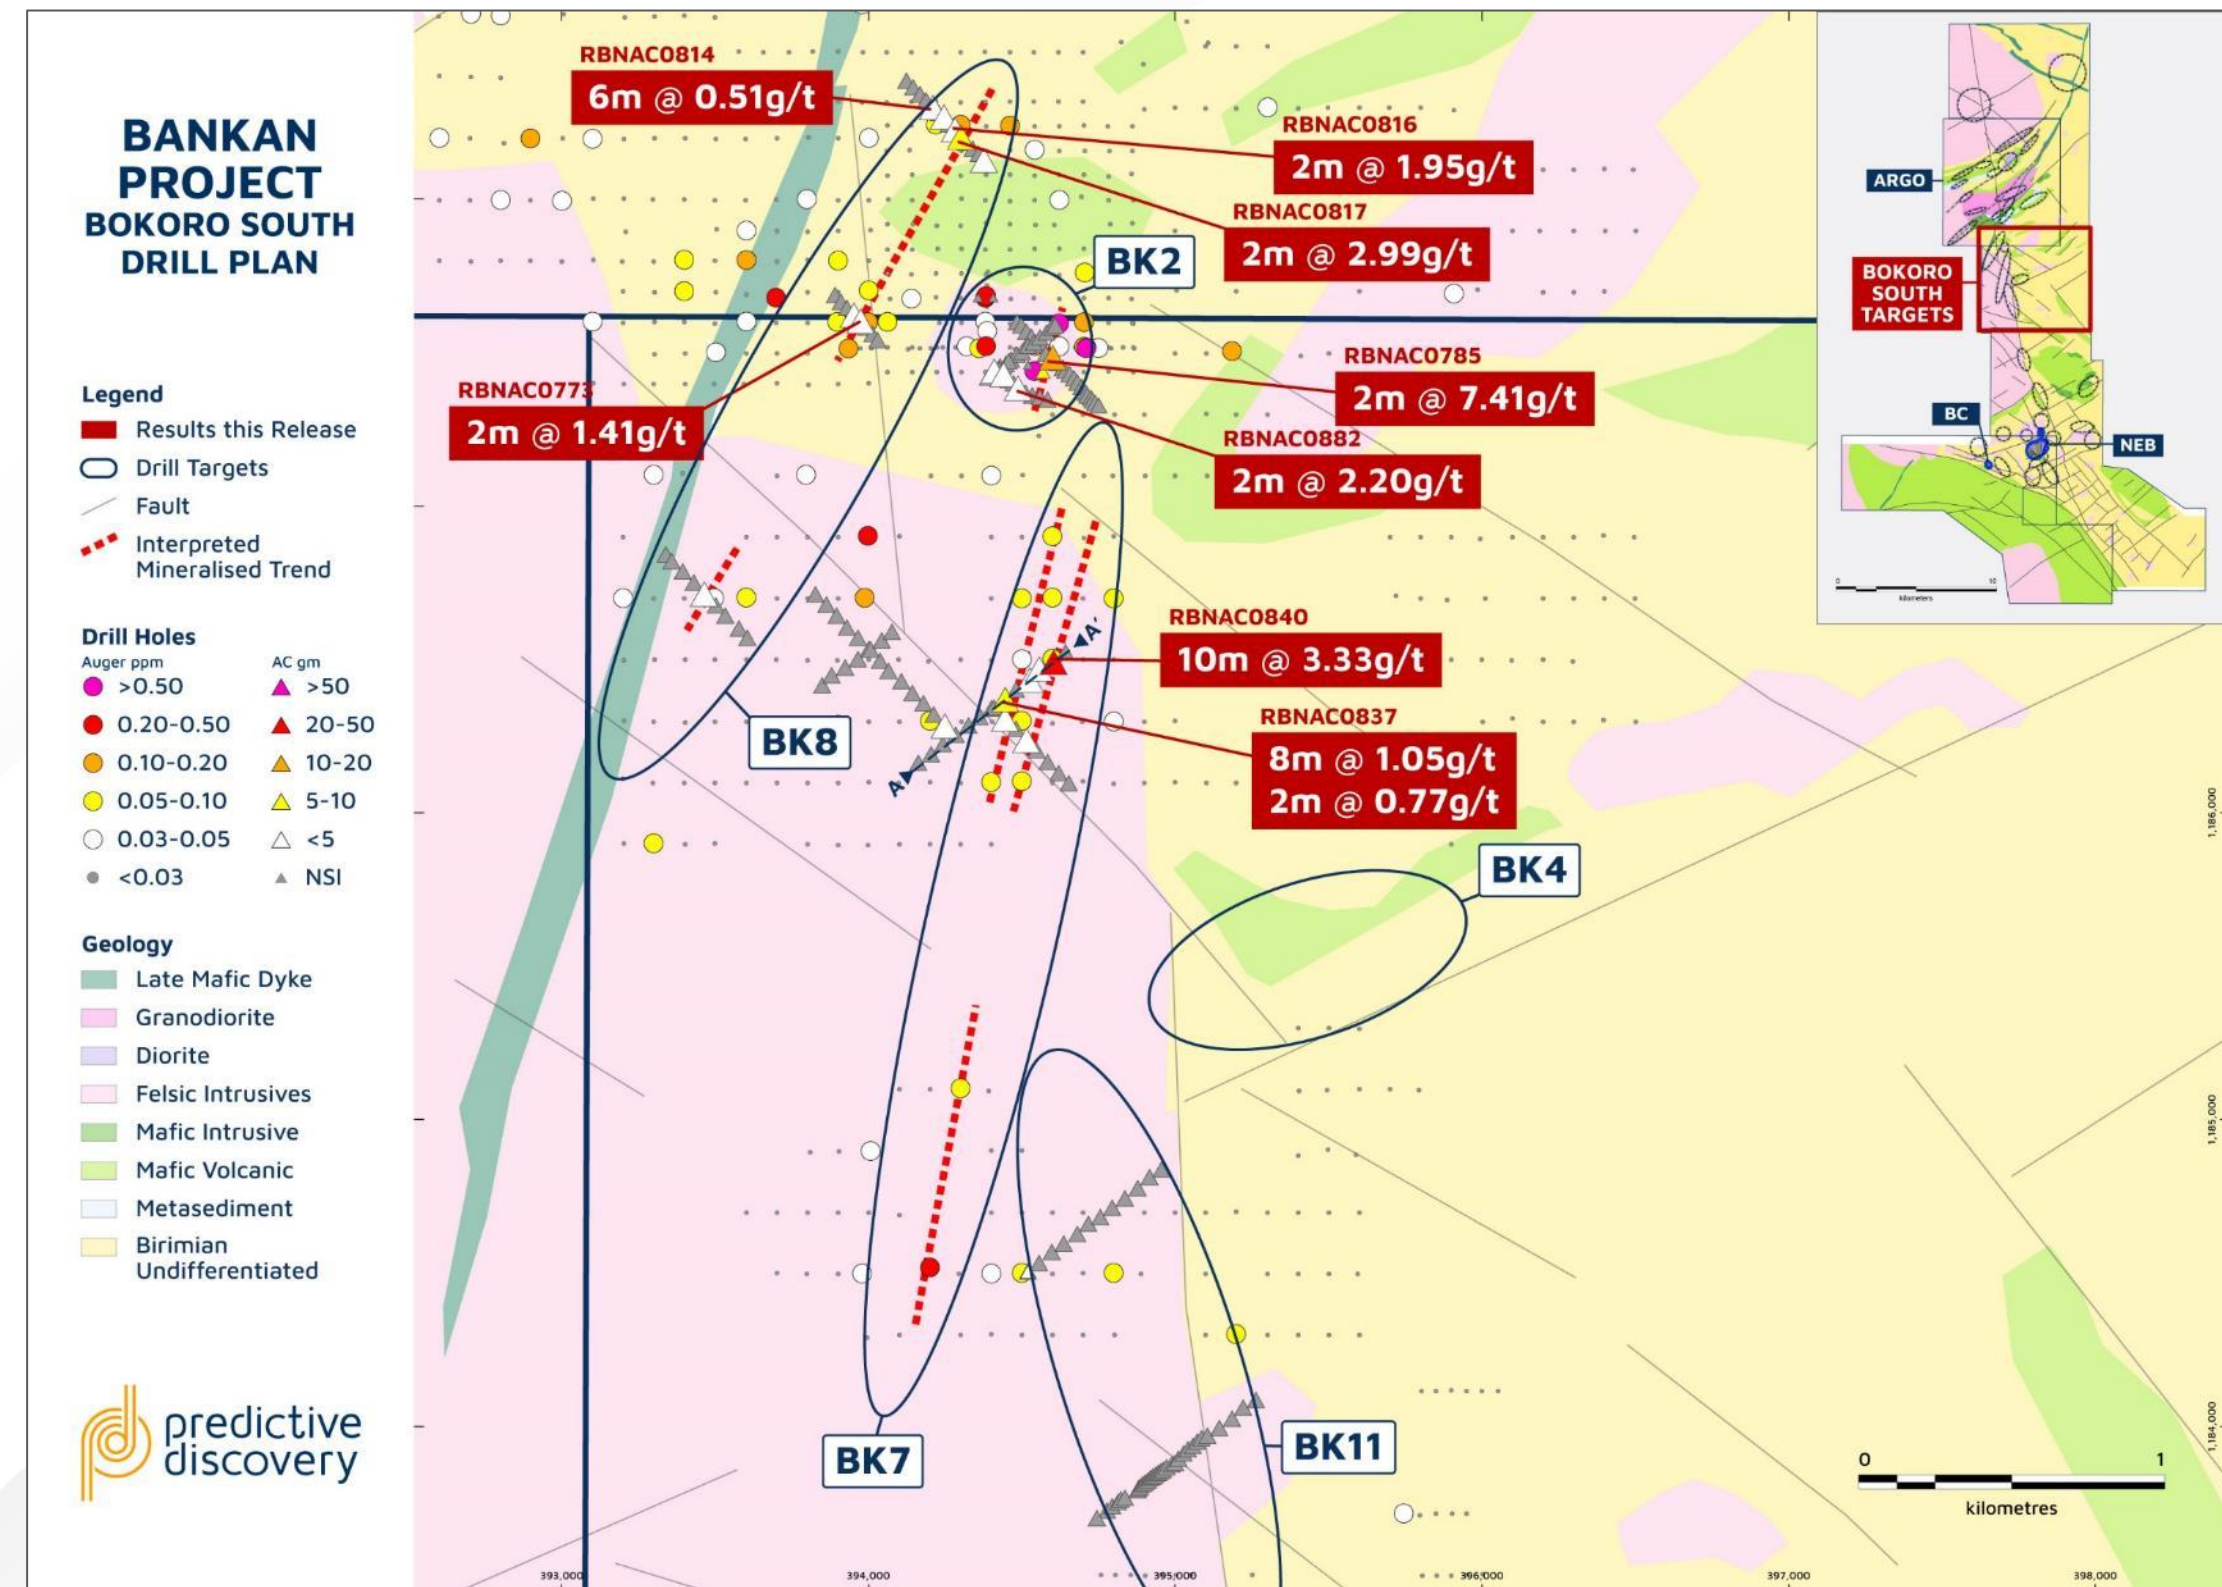 BANKAN
PROJECT
BOKORO SOUTH
DRILL PLAN
Legend
Results this Release
Drill Targets
Fault
Interpreted
Mineralised Trend
Drill Holes
Auger ppm AC gm
>0.50 >50
0.20-0.50 20-50
0.10-0.20 10-20
0.05-0.10 5-10
0.03-0.05 <5
<0.03 NSI
Geology
Late Mafic Dyke
Granodiorite
Diorite
Felsic Intrusives
Mafic Intrusive
Mafic Volcanic
Metasediment
Birimian
Undifferentiated
predictive
discovery
RBNAC0814
6m @ 0.51g/t
RBNAC0816
2m @ 1.95g/t
RBNAC0817
2m @ 2.99g/t
BK2
RBNAC0785
2m @ 7.41g/t
RBNAC0773
2m @ 1.41g/t
RBNAC0882
2m @ 2.20g/t
RBNAC0840
10m @ 3.33g/t
A'
RBNAC0837
8m @ 1.05g/t
2m @ 0.77g/t
BK8
A
BK4
BK7
BK11
ARGO
BOKORO
SOUTH
TARGETS
BC
NEB
0 10
kilometers
1,186,000
1,185,000
1,184,000
0 1
kilometres
393,000 394,000 395,000 396,000 397,000 398,000